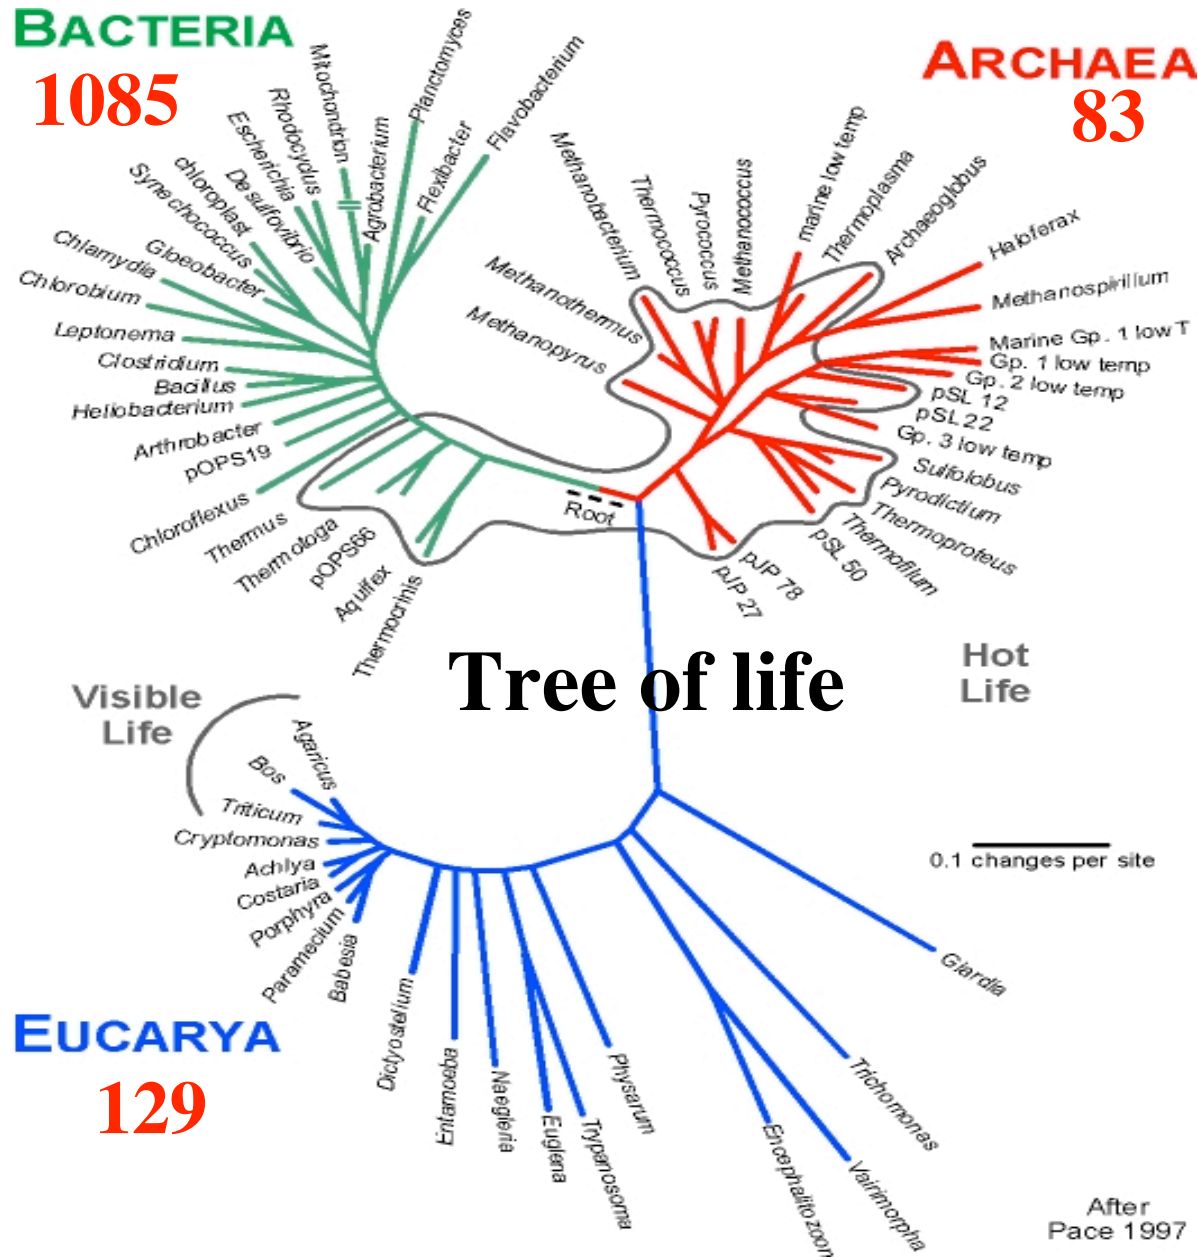 BACTERIA
1085
ARCHAEA
83
Planctomyces
Flavobacterium
Mitochondrion
Rhodocyclus
Escherichia
Desulfovibrio
chloroplast
Synechococcus
Agrobacterium
Flexibacter
Gloeobacter
Chlamydia
Chlorobium
Leptonema
Clostridium
Bacillus
Heliobacterium
Arthrobacter
pOPS19
Chloroflexus
Thermus
Thermotoga
pOPS66
Aquifex
Thermocrinis
Root
Methanobacterium
Thermococcus
Pyrococcus
Methanococcus
marine low temp
Thermoplasma
Archaeoglobus
Haloferax
Methanospirillum
Methanothermus
Methanopyrus
Marine Gp. 1 low T
Gp. 1 low temp
Gp. 2 low temp
pSL 12
pSL 22
Gp. 3 low temp
Sulfolobus
Pyrodictium
Thermoproteus
Thermofilum
pSL 50
pJP 78
pJP 27
Tree of life
Hot
Life
Visible
Life
Agaricus
Bos
Triticum
Cryptomonas
Achlya
Costaria
Porphyra
Paramecium
Babesia
Dictyostelium
Entamoeba
Naegleria
Euglena
Trypanosoma
Physarum
Encephalitozoon
Vairimorpha
Trichomonas
Giardia
0.1 changes per site
EUCARYA
129
After
Pace 1997